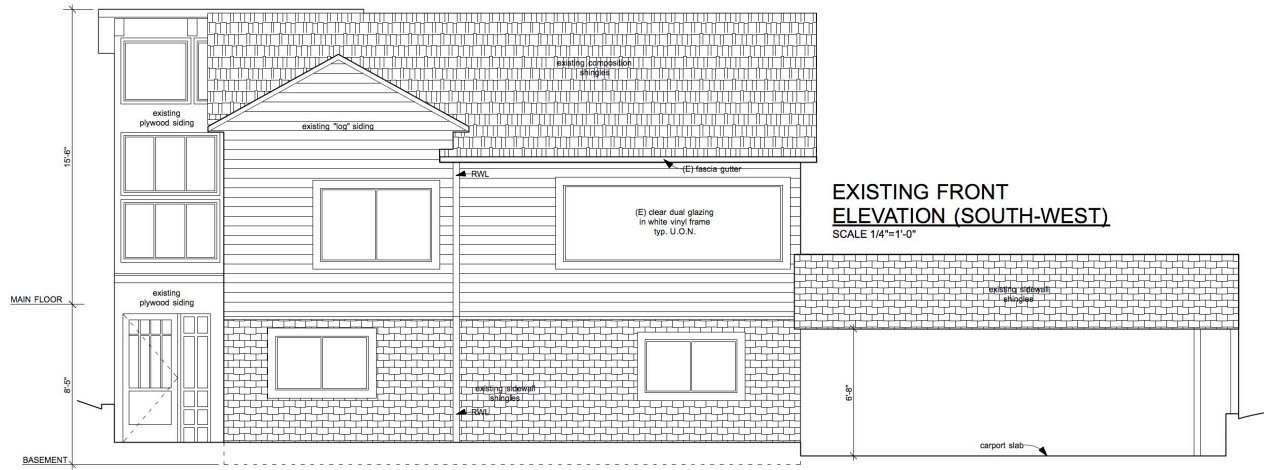 existing composition
shingles
existing
plywood siding
existing "log" siding
15'-6"
(E) fascia gutter
RWL
EXISTING FRONT
ELEVATION (SOUTH-WEST)
SCALE 1/4"=1'-0"
(E) clear dual glazing
in white vinyl frame
typ. U.O.N.
existing
plywood siding
existing sidewall
shingles
MAIN FLOOR
8'-5"
6'-8"
existing sidewall
shingles
RWL
carport slab
BASEMENT